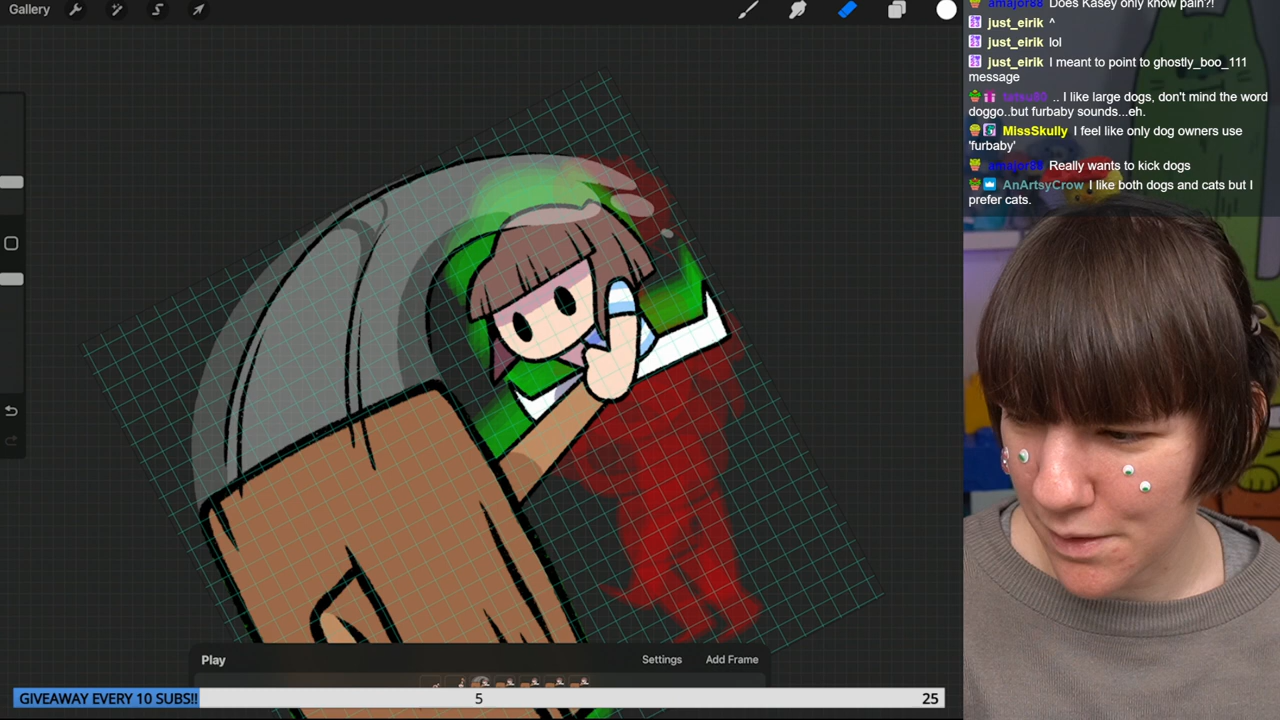 Gallery
amajor88 Does Kasey only know pain?!
just_eirik ^
just_eirik lol
just_eirik I meant to point to ghostly_boo_111
message
tatsu80 .. I like large dogs, don't mind the word
doggo..but furbaby sounds...eh.
MissSkully I feel like only dog owners use
'furbaby'
amajor88 Really wants to kick dogs
AnArtsyCrow I like both dogs and cats but I
prefer cats.
Play
Settings
Add Frame
GIVEAWAY EVERY 10 SUBS!!
5
25